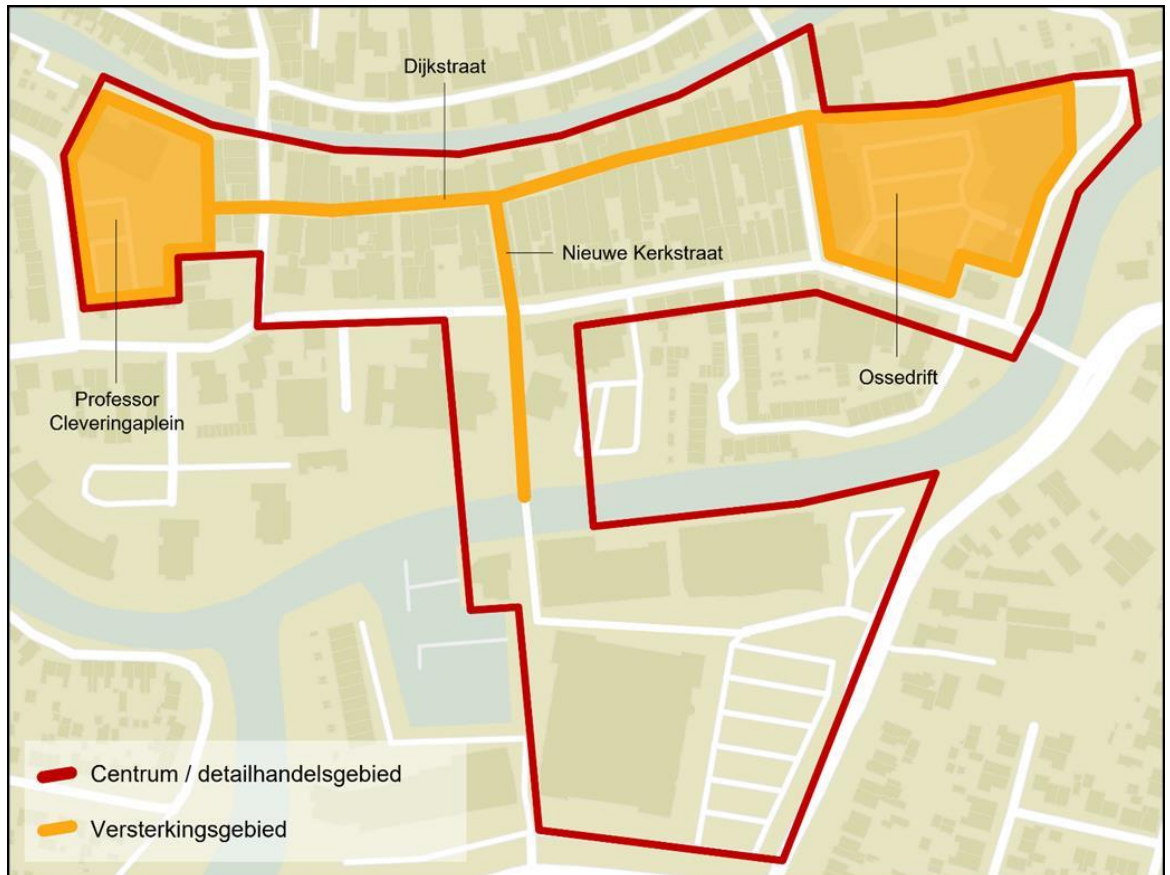 Dijkstraat
Nieuwe Kerkstraat
Ossedrift
Professor
Cleveringaplein
Centrum / detailhandelsgebied
Versterkingsgebied